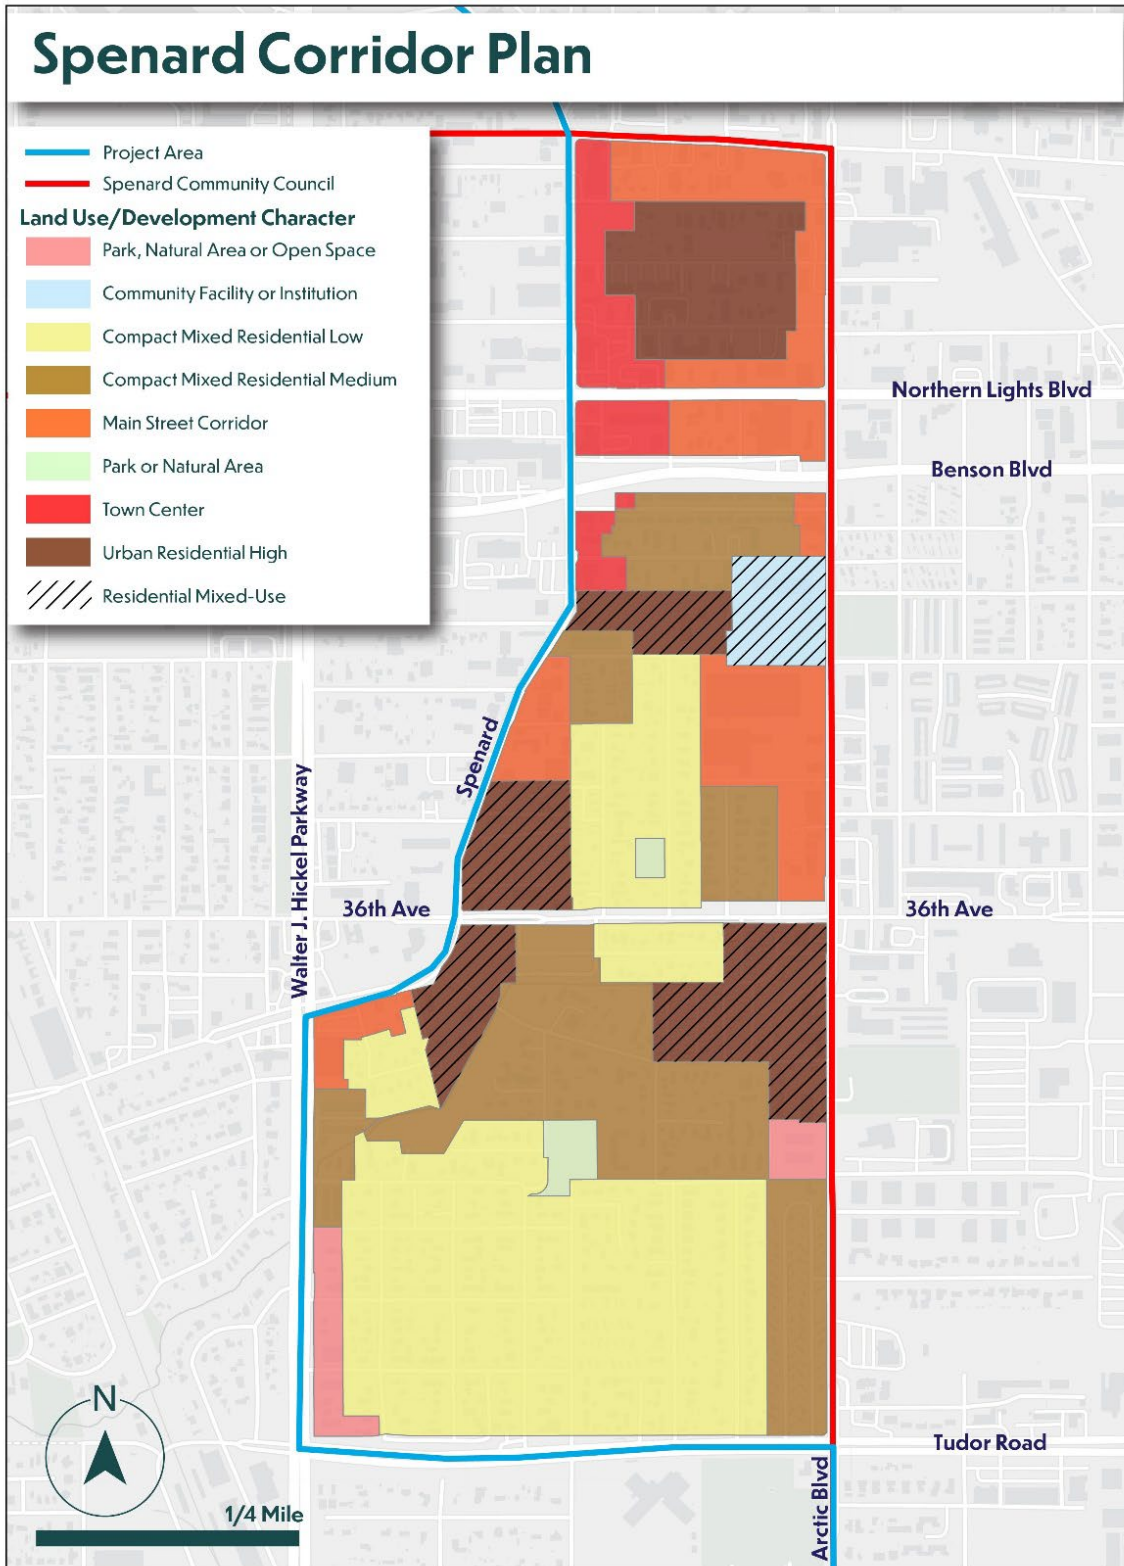 Spenard Corridor Plan
Project Area
Spenard Community Council
Land Use/Development Character
Park, Natural Area or Open Space
Community Facility or Institution
Compact Mixed Residential Low
Compact Mixed Residential Medium
Main Street Corridor
Park or Natural Area
Town Center
Urban Residential High
Residential Mixed-Use
Northern Lights Blvd
Benson Blvd
Spenard
Walter J. Hickel Parkway
36th Ave
36th Ave
Tudor Road
Arctic Blvd
N
1/4 Mile